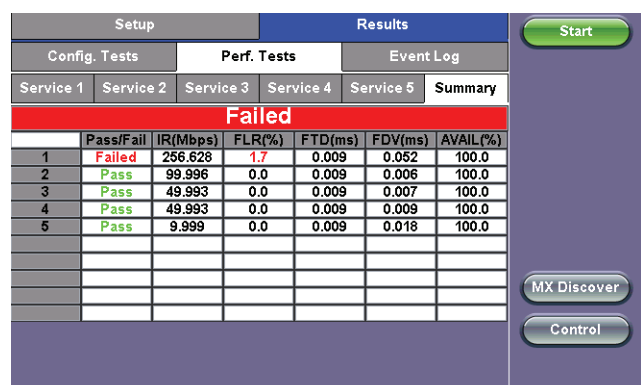 Setup Results
Config. Tests Perf. Tests Event Log
Service 1 Service 2 Service 3 Service 4 Service 5 Summary
Failed
Pass/Fail IR(Mbps) FLR(%) FTD(ms) FDV(ms) AVAIL(%)
1 Failed 256.628 1.7 0.009 0.052 100.0
2 Pass 99.996 0.0 0.009 0.006 100.0
3 Pass 49.993 0.0 0.009 0.007 100.0
4 Pass 49.993 0.0 0.009 0.009 100.0
5 Pass 9.999 0.0 0.009 0.018 100.0
Start
MX Discover
Control